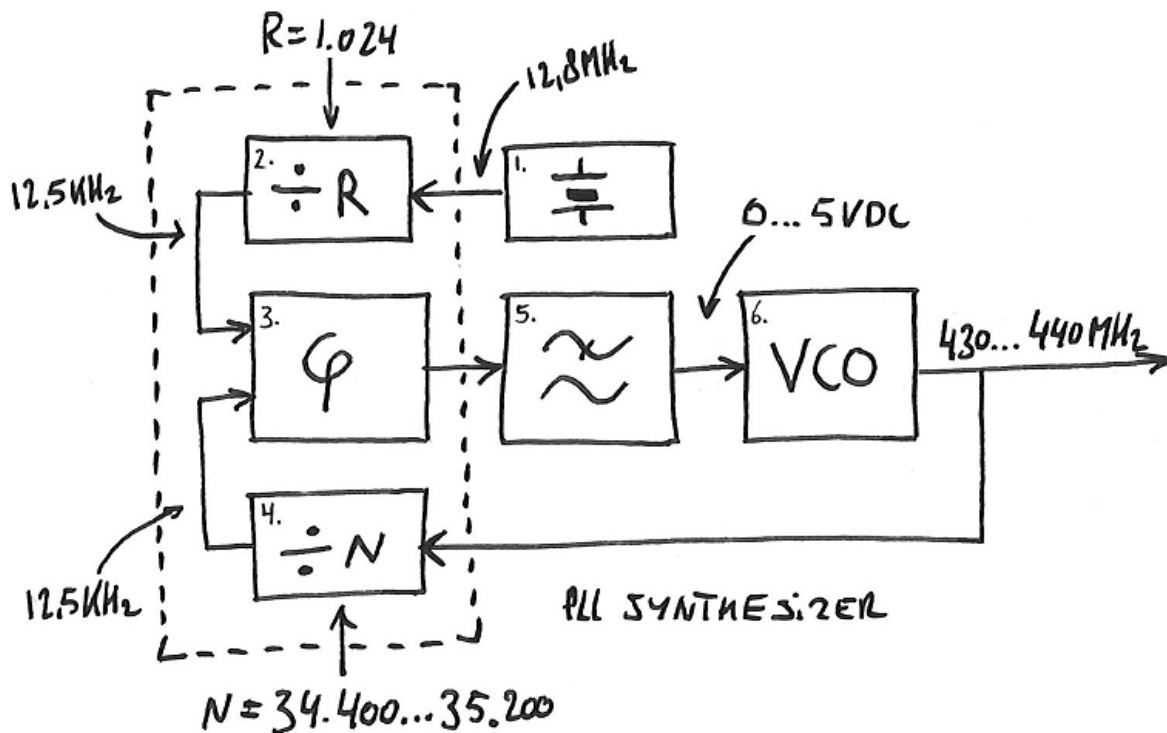 R=1.024
12,8MHz
2.
÷ R
1.
12.5KHz
0... 5VDC
3.
φ
5.
6.
VCO
430... 440MHz
4.
÷ N
12.5KHz
PLL SYNTHESiZER
N=34.400...35.200